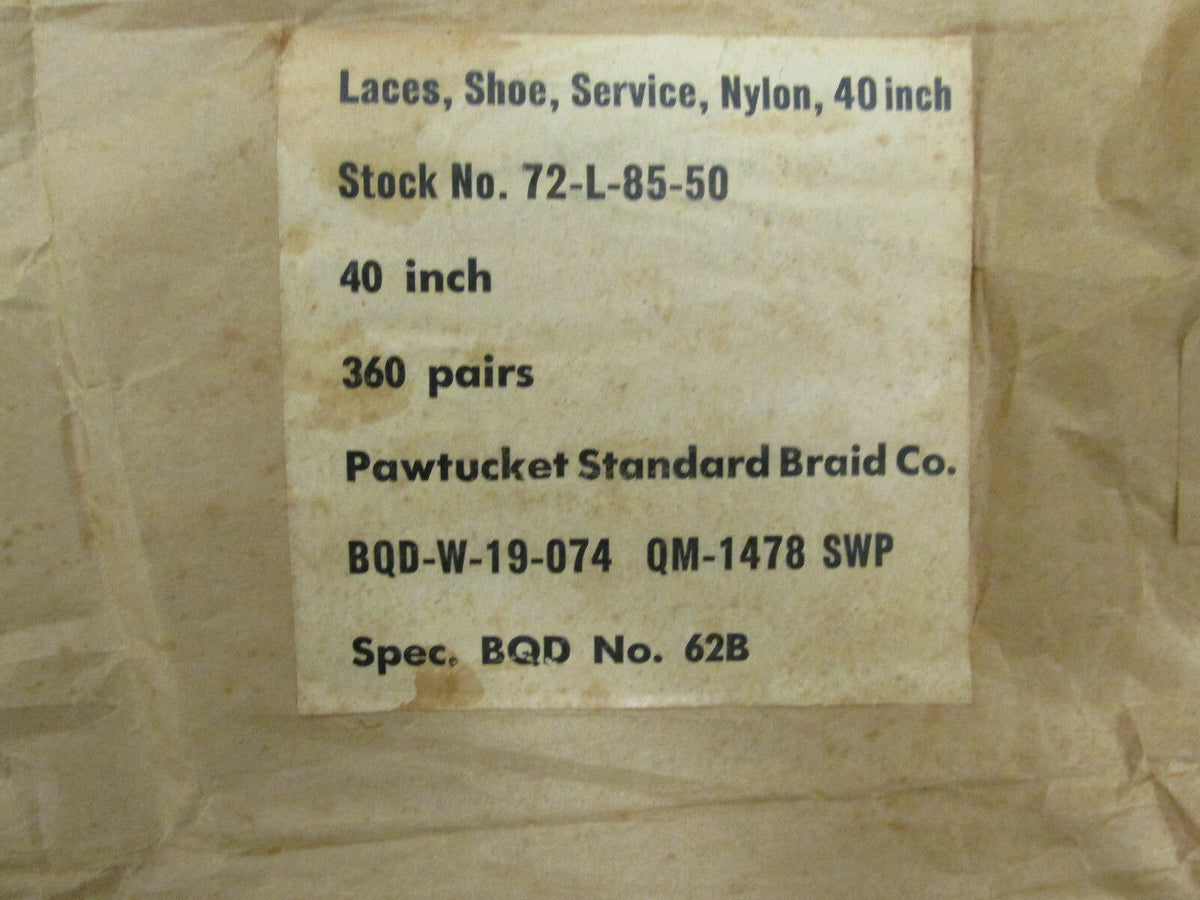 Laces, Shoe, Service, Nylon, 40 inch
Stock No. 72-L-85-50
40 inch
360 pairs
Pawtucket Standard Braid Co.
BQD-W-19-074 QM-1478 SWP
Spec. BQD No. 62B